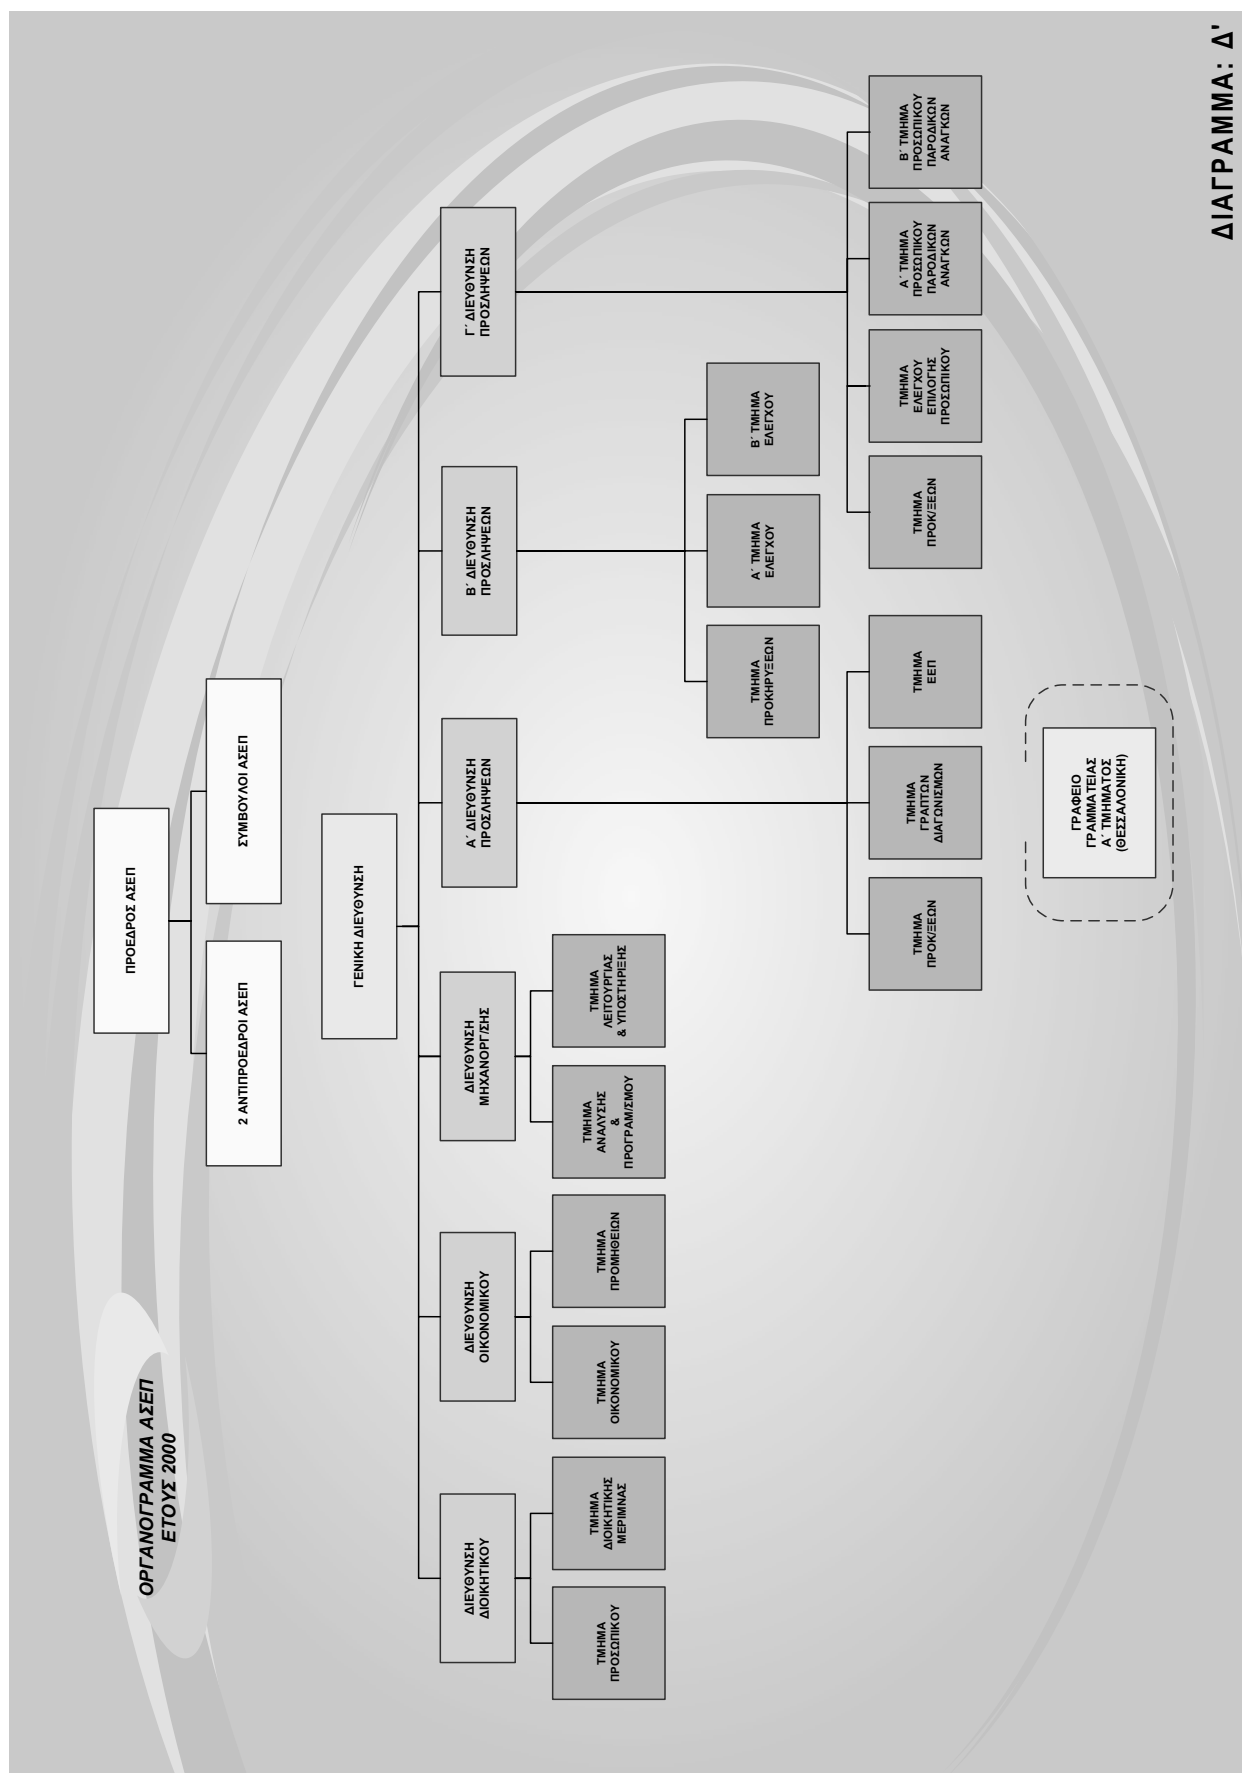 ΔΙΑΓΡΑΜΜΑ: Δ'
ΟΡΓΑΝΟΓΡΑΜΜΑ ΑΣΕΠ
ΕΤΟΥΣ 2000
ΠΡΟΕΔΡΟΣ ΑΣΕΠ
2 ΑΝΤΙΠΡΟΕΔΡΟΙ ΑΣΕΠ
ΣΥΜΒΟΥΛΟΙ ΑΣΕΠ
ΓΕΝΙΚΗ ΔΙΕΥΘΥΝΣΗ
ΔΙΕΥΘΥΝΣΗ
ΔΙΟΙΚΗΤΙΚΟΥ
ΔΙΕΥΘΥΝΣΗ
ΟΙΚΟΝΟΜΙΚΟΥ
ΔΙΕΥΘΥΝΣΗ
ΜΗΧΑΝΟΡΓ/ΣΗΣ
Α΄ ΔΙΕΥΘΥΝΣΗ
ΠΡΟΣΛΗΨΕΩΝ
Β΄ ΔΙΕΥΘΥΝΣΗ
ΠΡΟΣΛΗΨΕΩΝ
Γ΄ ΔΙΕΥΘΥΝΣΗ
ΠΡΟΣΛΗΨΕΩΝ
ΤΜΗΜΑ
ΠΡΟΣΩΠΙΚΟΥ
ΤΜΗΜΑ
ΔΙΟΙΚΗΤΙΚΗΣ
ΜΕΡΙΜΝΑΣ
ΤΜΗΜΑ
ΟΙΚΟΝΟΜΙΚΟΥ
ΤΜΗΜΑ
ΠΡΟΜΗΘΕΙΩΝ
ΤΜΗΜΑ
ΑΝΑΛΥΣΗΣ
&
ΠΡΟΓΡΑΜ/ΣΜΟΥ
ΤΜΗΜΑ
ΛΕΙΤΟΥΡΓΙΑΣ
& ΥΠΟΣΤΗΡΙΞΗΣ
ΤΜΗΜΑ
ΠΡΟΚΗΡΥΞΕΩΝ
Α΄ ΤΜΗΜΑ
ΕΛΕΓΧΟΥ
Β΄ ΤΜΗΜΑ
ΕΛΕΓΧΟΥ
ΤΜΗΜΑ
ΠΡΟΚ/ΞΕΩΝ
ΤΜΗΜΑ
ΓΡΑΠΤΩΝ
ΔΙΑΓΩΝΙΣΜΩΝ
ΤΜΗΜΑ
ΕΕΠ
ΤΜΗΜΑ
ΠΡΟΚ/ΞΕΩΝ
ΤΜΗΜΑ
ΕΛΕΓΧΟΥ
ΕΠΙΛΟΓΗΣ
ΠΡΟΣΩΠΙΚΟΥ
Α΄ ΤΜΗΜΑ
ΠΡΟΣΩΠΙΚΟΥ
ΠΑΡΟΔΙΚΩΝ
ΑΝΑΓΚΩΝ
Β΄ ΤΜΗΜΑ
ΠΡΟΣΩΠΙΚΟΥ
ΠΑΡΟΔΙΚΩΝ
ΑΝΑΓΚΩΝ
ΓΡΑΦΕΙΟ
ΓΡΑΜΜΑΤΕΙΑΣ
Α΄ ΤΜΗΜΑΤΟΣ
(ΘΕΣΣΑΛΟΝΙΚΗ)